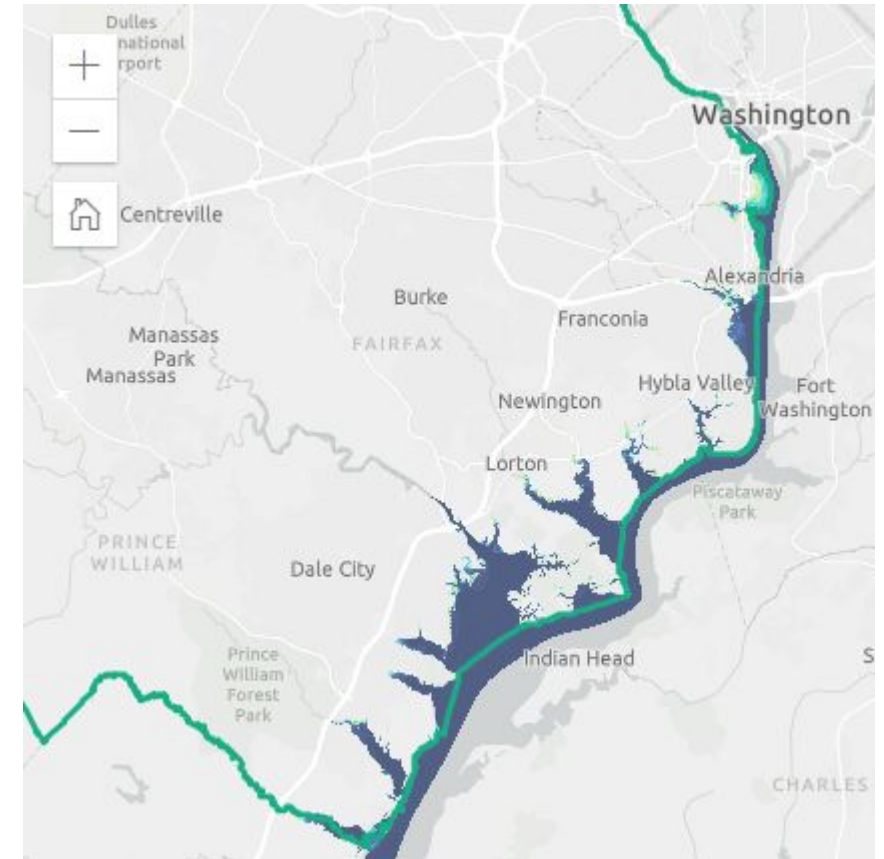 Dulles
national
rport
Washington
Centreville
Alexandria
Burke
Franconia
Manassas
Park
FAIRFAX
Manassas
Hybla Valley
Fort
Washington
Newington
Lorton
Piscataway
Park
PRINCE
WILLIAM
Dale City
Prince
William
Forest
Park
Indian Head
S
CHARLES